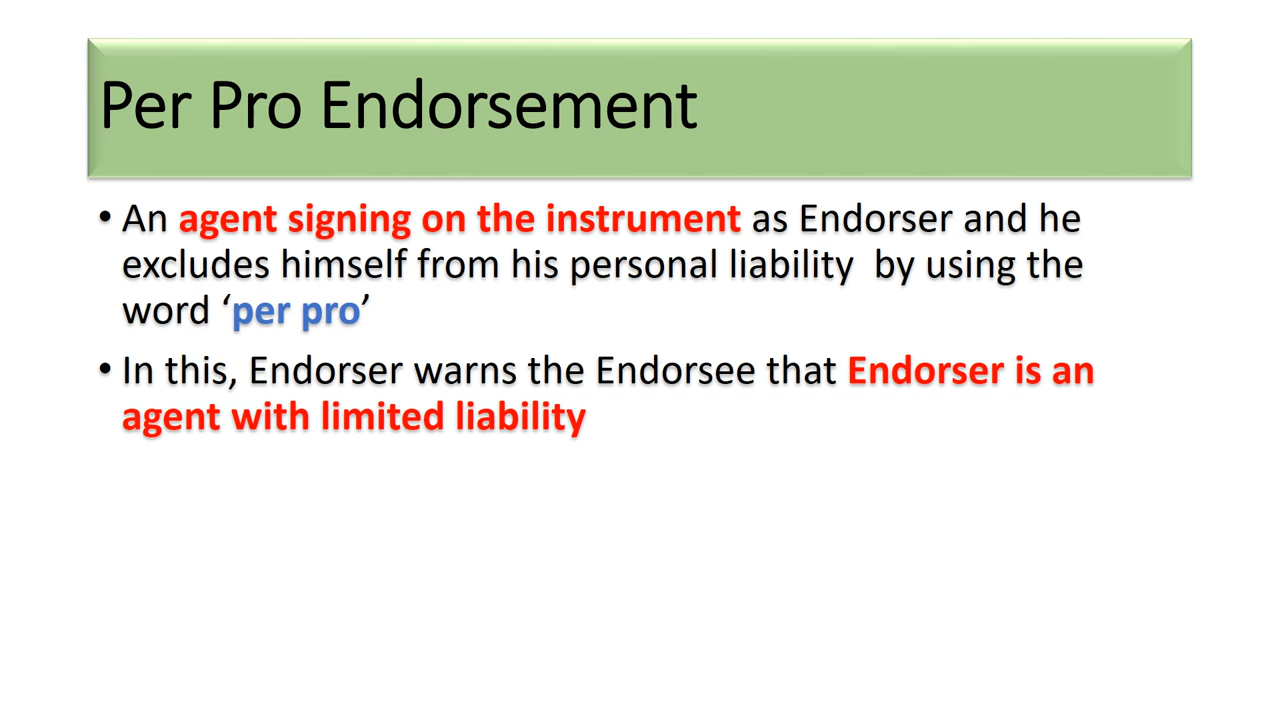 Per Pro Endorsement
• An agent signing on the instrument as Endorser and he
excludes himself from his personal liability  by using the
word ‘per pro’
• In this, Endorser warns the Endorsee that Endorser is an
agent with limited liability